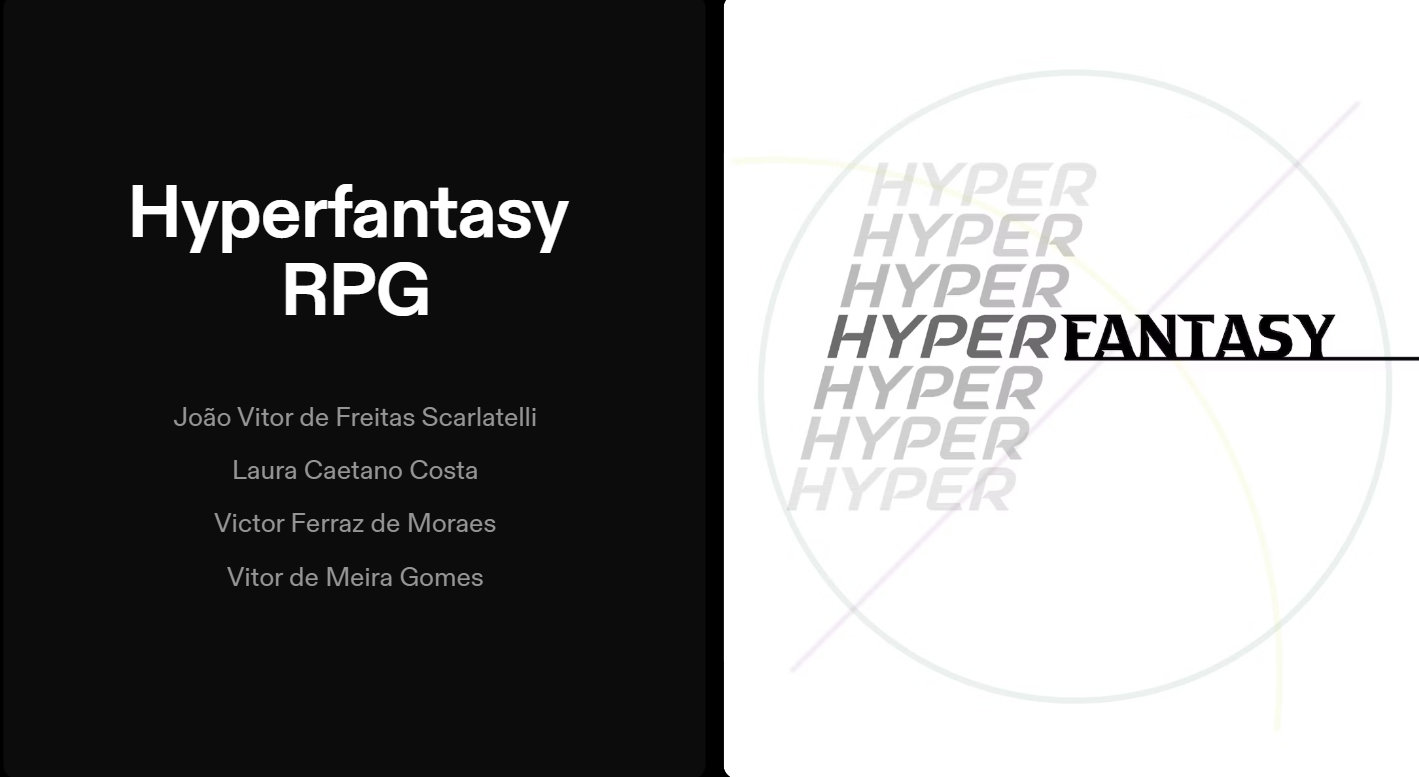 Hyperfantasy
RPG
João Vitor de Freitas Scarlatelli
Laura Caetano Costa
Victor Ferraz de Moraes
Vitor de Meira Gomes
HYPER
HYPER
HYPER
HYPERFANTASY
HYPER
HYPER
HYPER